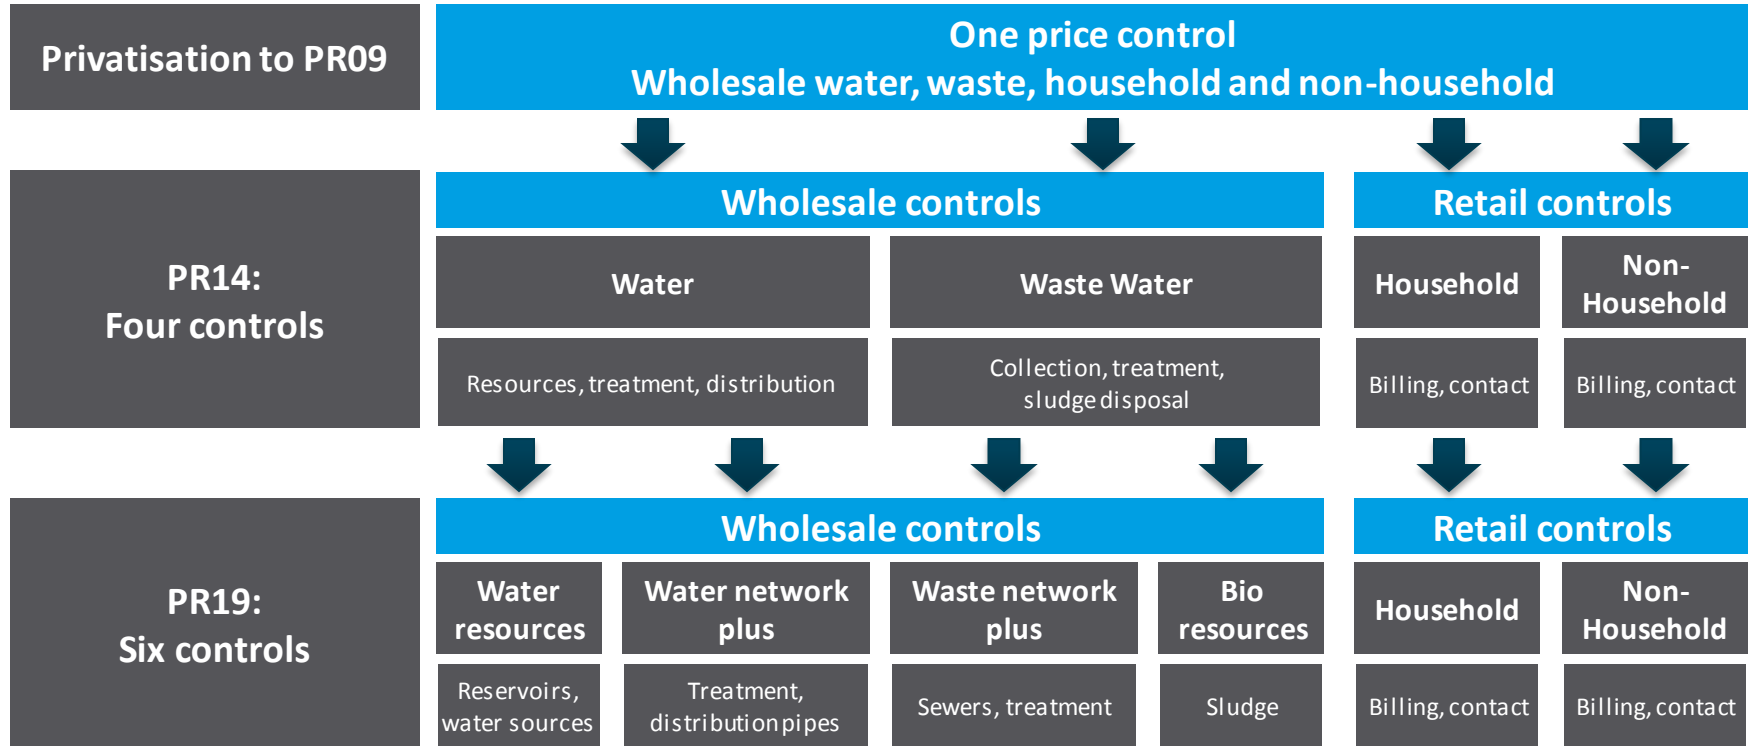 Privatisation to PR09
One price control
Wholesale water, waste, household and non-household
PR14:
Four controls
Wholesale controls
Retail controls
Water
Waste Water
Household
Non-
Household
Resources, treatment, distribution
Collection, treatment,
sludge disposal
Billing, contact
Billing, contact
PR19:
Six controls
Wholesale controls
Retail controls
Water
resources
Water network
plus
Waste network
plus
Bio
resources
Household
Non-
Household
Reservoirs,
water sources
Treatment,
distribution pipes
Sewers, treatment
Sludge
Billing, contact
Billing, contact